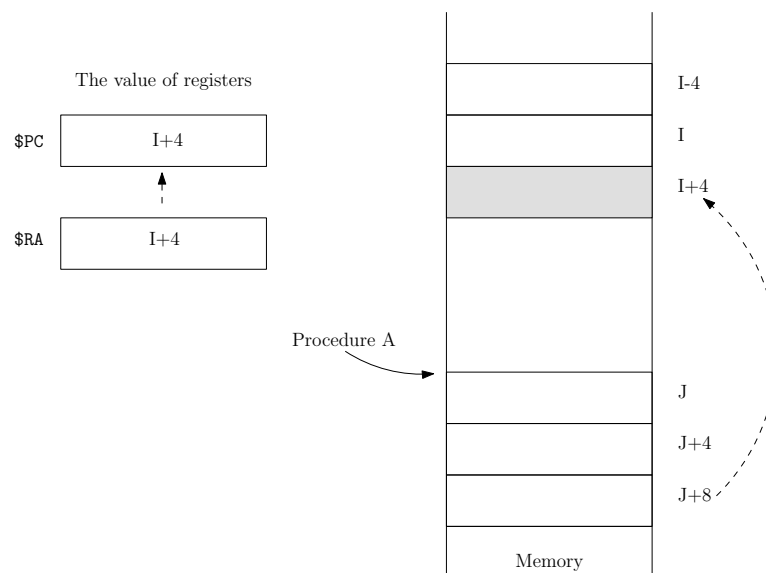 The value of registers
$PC
I+4
$RA
I+4
Procedure A
I-4
I
I+4
J
J+4
J+8
Memory